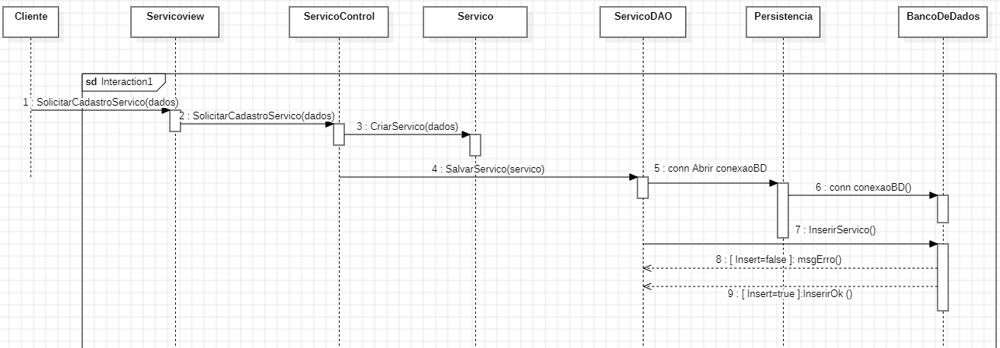 Cliente
Servicoview
ServicoControl
Servico
ServicoDAO
Persistencia
BancoDeDados
sd Interaction1
1 : SolicitarCadastroServico(dados)
2 : SolicitarCadastroServico(dados)
3 : CriarServico(dados)
4 : SalvarServico(servico)
5 : conn Abrir conexaoBD
6 : conn conexaoBD()
7 : InserirServico()
8 : [ Insert=false ]: msgErro()
9 : [ Insert=true ]:InserirOk ()